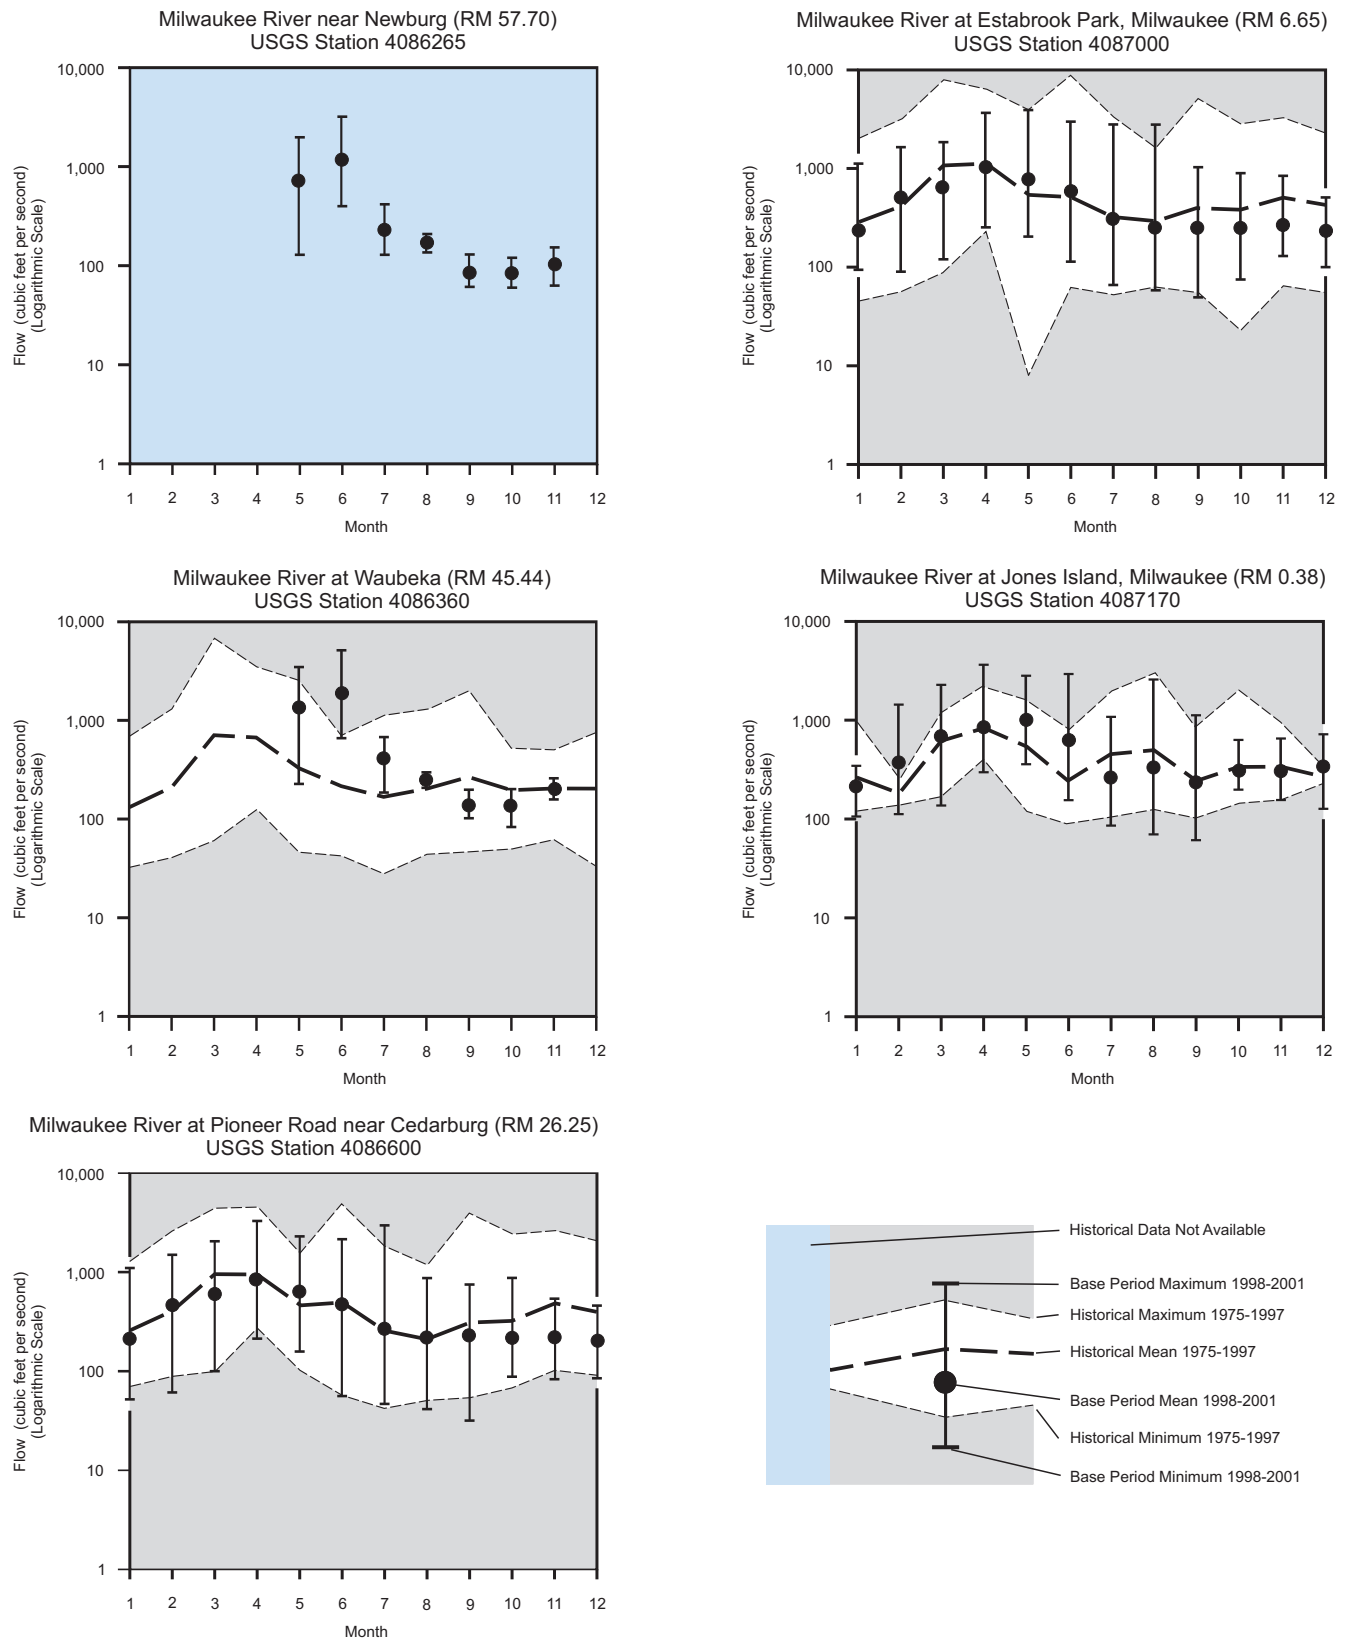 Milwaukee River near Newburg (RM 57.70)
USGS Station 4086265
10,000
1,000
100
10
1
Flow (cubic feet per second)
(Logarithmic Scale)
1 2 3 4 5 6 7 8 9 10 11 12
Month
Milwaukee River at Estabrook Park, Milwaukee (RM 6.65)
USGS Station 4087000
10,000
1,000
100
10
1
Flow (cubic feet per second)
(Logarithmic Scale)
1 2 3 4 5 6 7 8 9 10 11 12
Month
Milwaukee River at Waubeka (RM 45.44)
USGS Station 4086360
10,000
1,000
100
10
1
Flow (cubic feet per second)
(Logarithmic Scale)
1 2 3 4 5 6 7 8 9 10 11 12
Month
Milwaukee River at Jones Island, Milwaukee (RM 0.38)
USGS Station 4087170
10,000
1,000
100
10
1
Flow (cubic feet per second)
(Logarithmic Scale)
1 2 3 4 5 6 7 8 9 10 11 12
Month
Milwaukee River at Pioneer Road near Cedarburg (RM 26.25)
USGS Station 4086600
10,000
1,000
100
10
1
Flow (cubic feet per second)
(Logarithmic Scale)
1 2 3 4 5 6 7 8 9 10 11 12
Month
Historical Data Not Available
Base Period Maximum 1998-2001
Historical Maximum 1975-1997
Historical Mean 1975-1997
Base Period Mean 1998-2001
Historical Minimum 1975-1997
Base Period Minimum 1998-2001